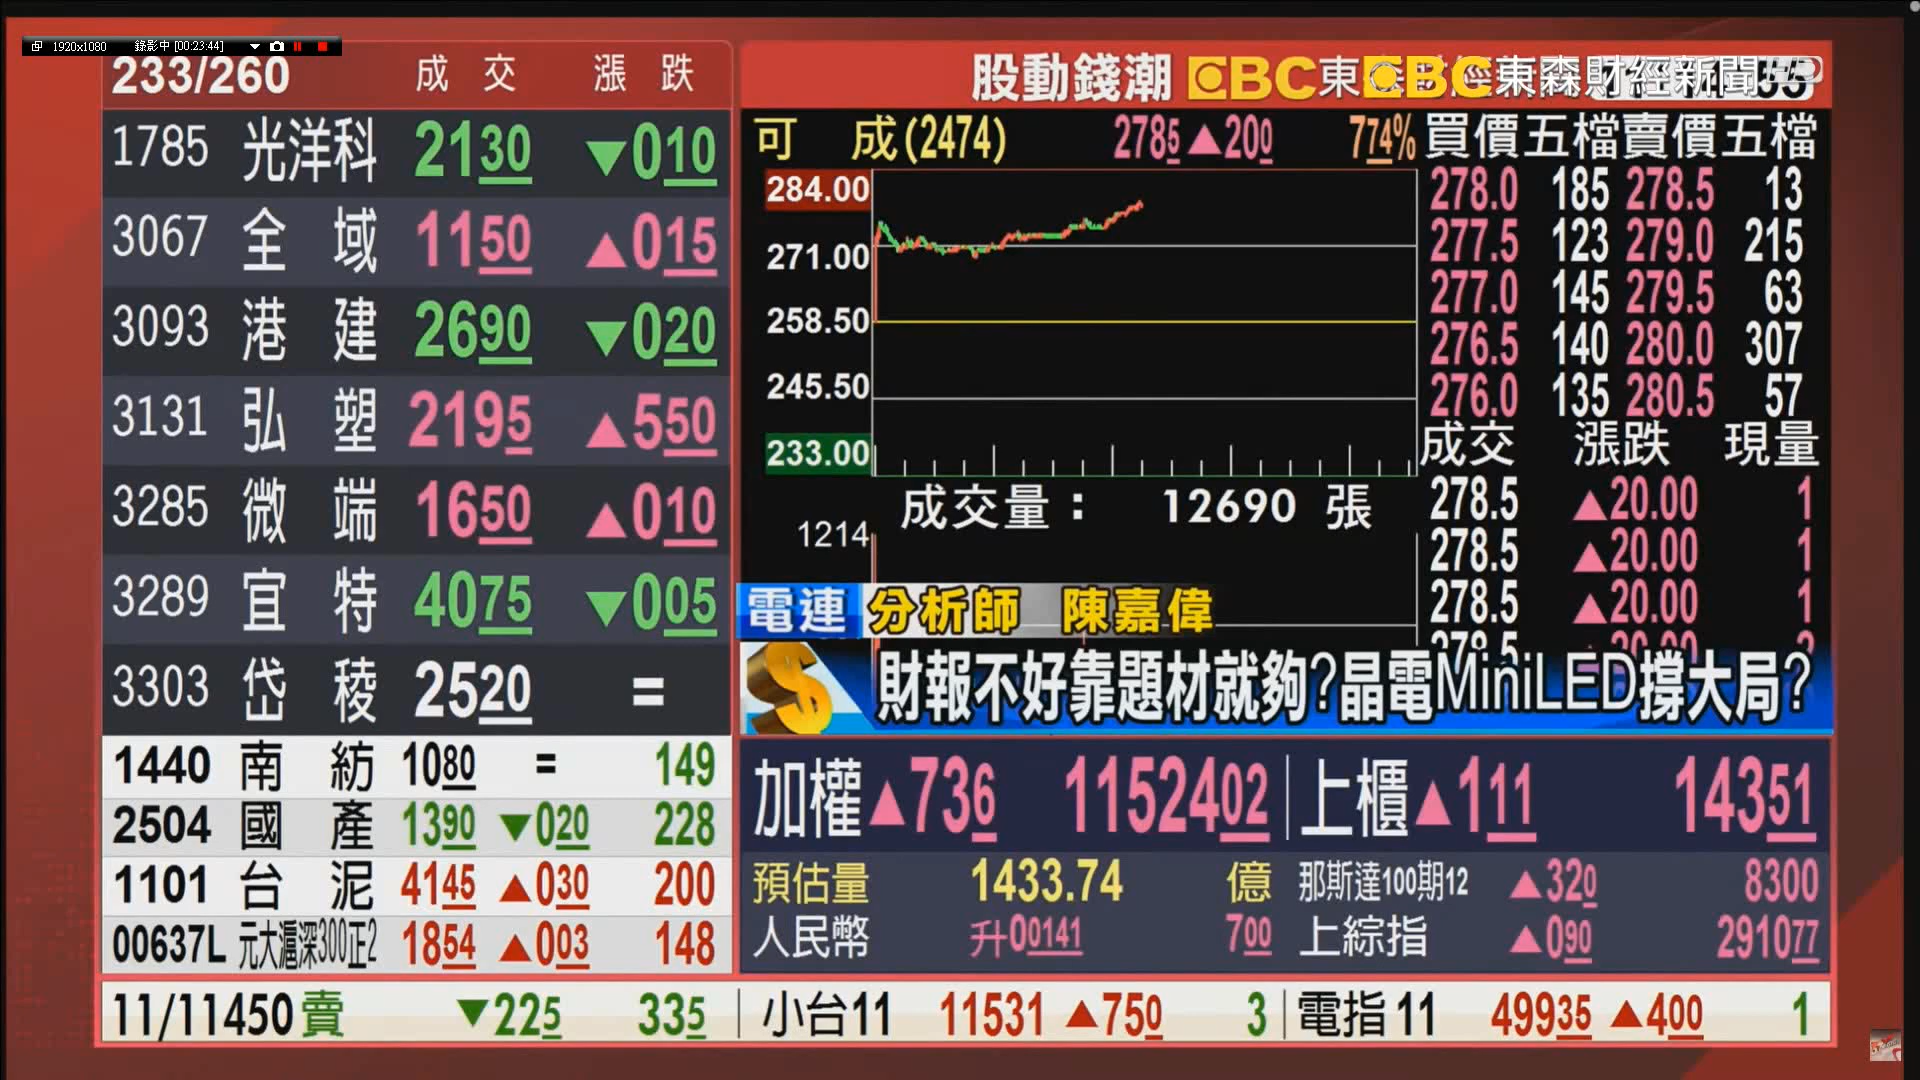 1920x1080 錄影中 [00:23:44]
233/260 成交 漲跌
1785 光洋科 2130 ▼010
3067 全域 1150 ▲015
3093 港建 2690 ▼020
3131 弘塑 2195 ▲550
3285 微端 1650 ▲010
3289 宜特 4075 ▼005
3303 岱稜 2520 =
1440 南紡 1080 = 149
2504 國產 1390 ▼020 228
1101 台泥 4145 ▲030 200
00637L 元大滬深300正2 1854 ▲003 148
股動錢潮 EBC東 EBC東森財經新聞
可成(2474) 2785 ▲200 774% 買價五檔賣價五檔
284.00
271.00
258.50
245.50
233.00
278.0 185 278.5 13
277.5 123 279.0 215
277.0 145 279.5 63
276.5 140 280.0 307
276.0 135 280.5 57
成交 漲跌 現量
278.5 ▲20.00 1
278.5 ▲20.00 1
278.5 ▲20.00 1
成交量： 12690 張
1214
電連 分析師 陳嘉偉
財報不好靠題材就夠?晶電MiniLED撐大局?
加權▲736 1152402 上櫃▲111 14351
預估量 1433.74 億 那斯達100期12 ▲320 8300
人民幣 升00141 700 上綜指 ▲090 291077
11/11450賣 ▼225 335 小台11 11531 ▲750 3 電指11 49935 ▲400 1